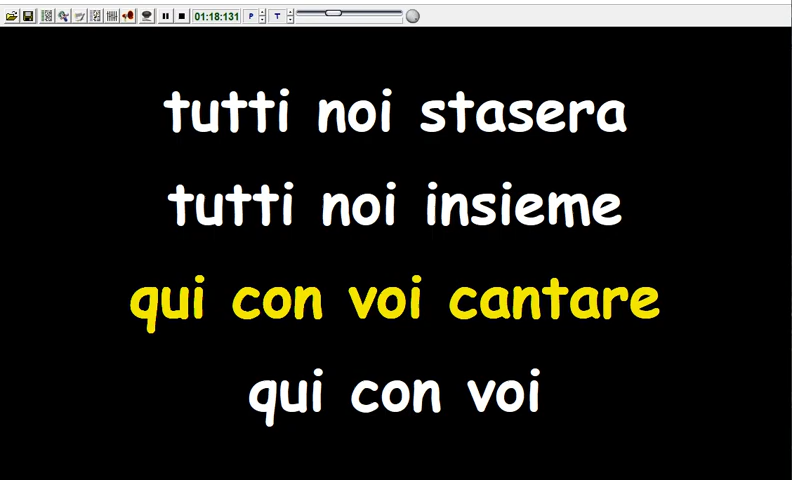 01:18:131 P T
tutti noi stasera
tutti noi insieme
qui con voi cantare
qui con voi